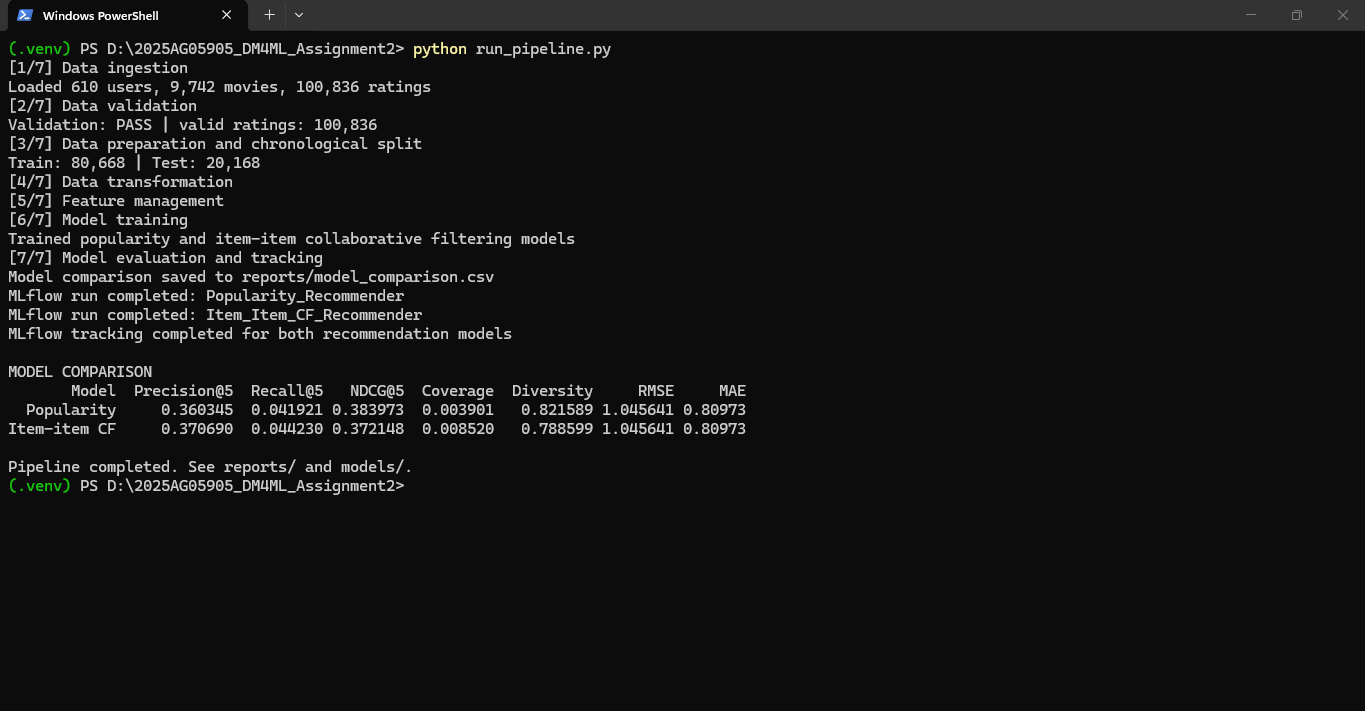 Windows PowerShell
(.venv) PS D:\2025AG05905_DM4ML_Assignment2> python run_pipeline.py
[1/7] Data ingestion
Loaded 610 users, 9,742 movies, 100,836 ratings
[2/7] Data validation
Validation: PASS | valid ratings: 100,836
[3/7] Data preparation and chronological split
Train: 80,668 | Test: 20,168
[4/7] Data transformation
[5/7] Feature management
[6/7] Model training
Trained popularity and item-item collaborative filtering models
[7/7] Model evaluation and tracking
Model comparison saved to reports/model_comparison.csv
MLflow run completed: Popularity_Recommender
MLflow run completed: Item_Item_CF_Recommender
MLflow tracking completed for both recommendation models

MODEL COMPARISON
       Model  Precision@5  Recall@5   NDCG@5  Coverage  Diversity     RMSE     MAE
  Popularity     0.360345  0.041921 0.383973  0.003901   0.821589 1.045641 0.80973
Item-item CF     0.370690  0.044230 0.372148  0.008520   0.788599 1.045641 0.80973

Pipeline completed. See reports/ and models/.
(.venv) PS D:\2025AG05905_DM4ML_Assignment2>